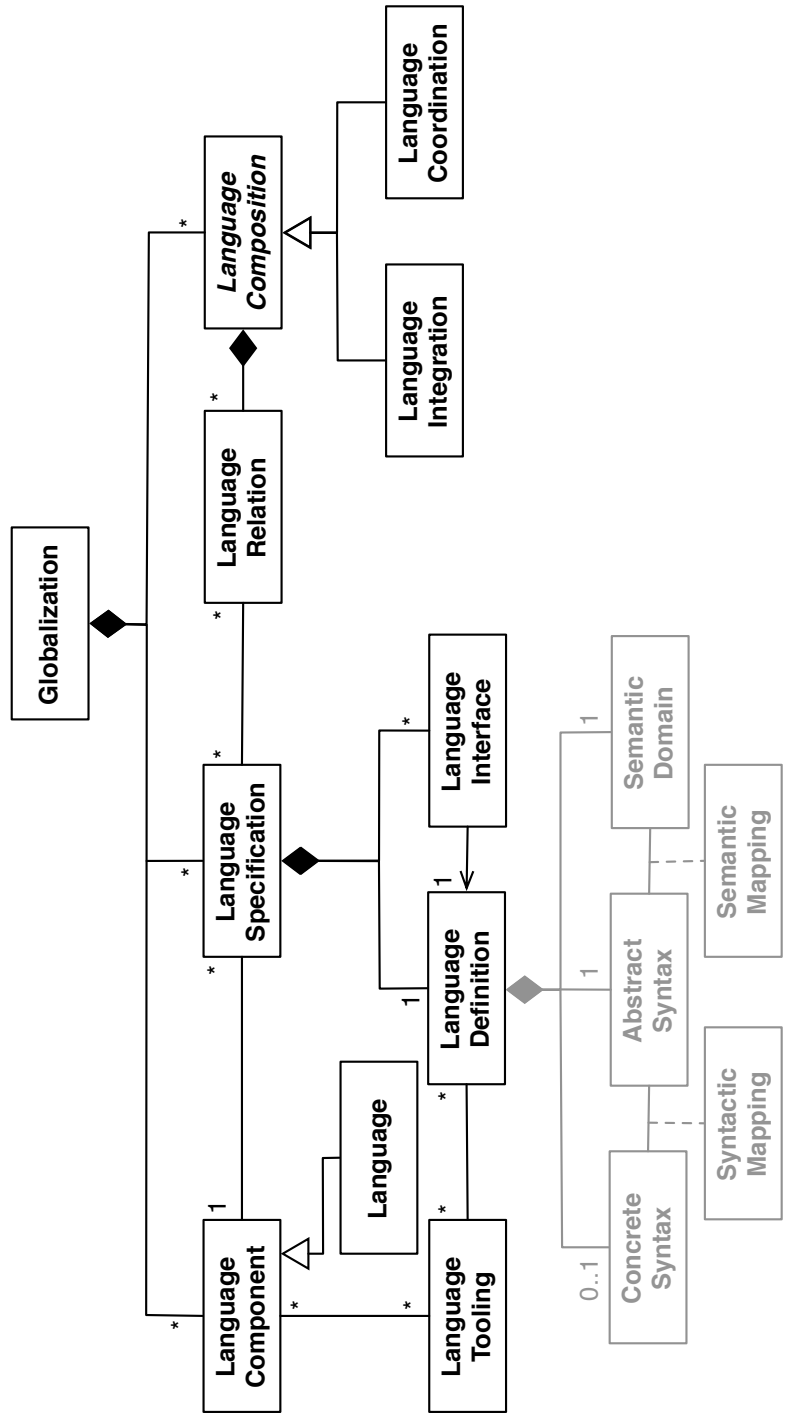 Globalization
*
*
*
Language
Component
1
*
Language
Specification
*
*
Language
Relation
*
Language
Composition
*
*
Language
1
*
Language
Integration
Language
Coordination
Language
Tooling
*
*
Language
Definition
1
Language
Interface
0..1
1
1
Concrete
Syntax
Abstract
Syntax
Semantic
Domain
Syntactic
Mapping
Semantic
Mapping